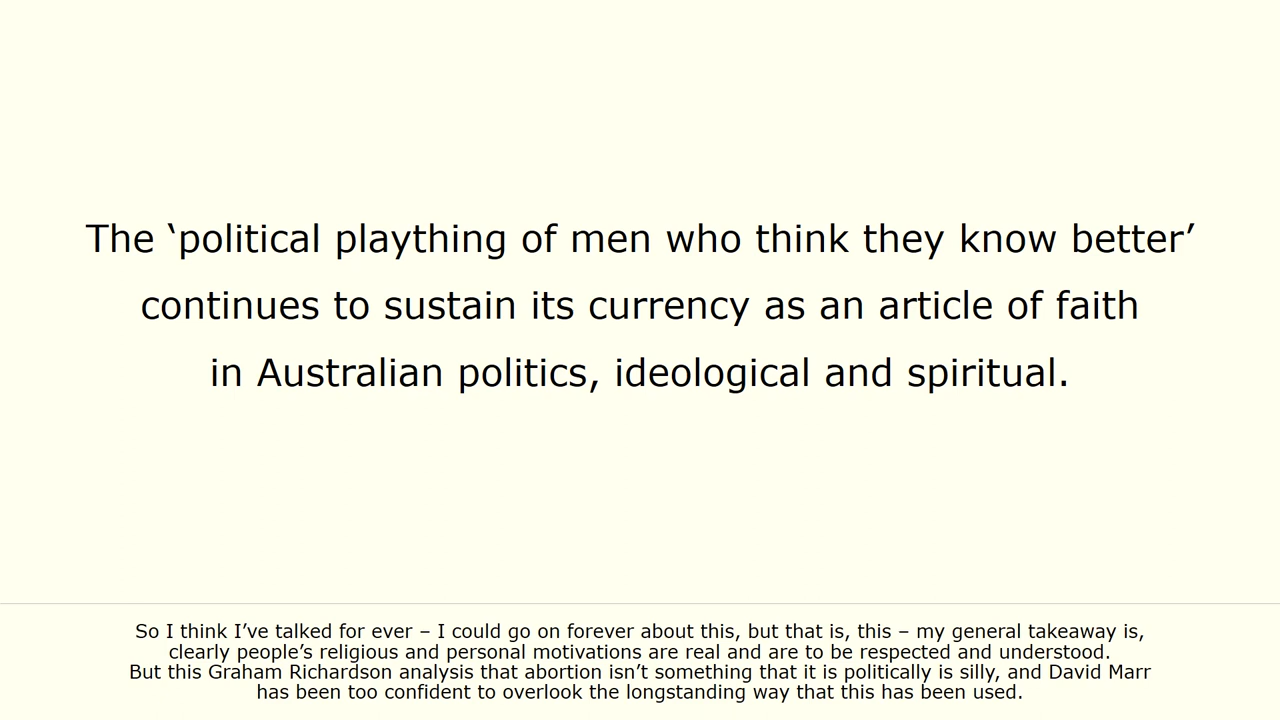 The ‘political plaything of men who think they know better’
continues to sustain its currency as an article of faith
in Australian politics, ideological and spiritual.
So I think I’ve talked for ever – I could go on forever about this, but that is, this – my general takeaway is,
clearly people’s religious and personal motivations are real and are to be respected and understood.
But this Graham Richardson analysis that abortion isn’t something that it is politically is silly, and David Marr
has been too confident to overlook the longstanding way that this has been used.